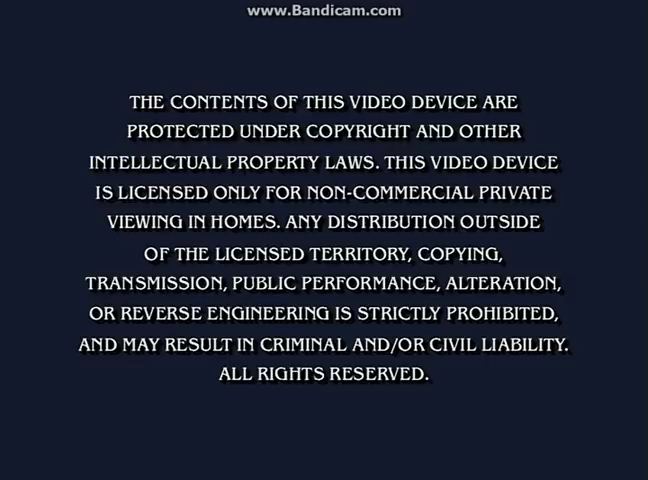 www.Bandicam.com
THE CONTENTS OF THIS VIDEO DEVICE ARE
PROTECTED UNDER COPYRIGHT AND OTHER
INTELLECTUAL PROPERTY LAWS. THIS VIDEO DEVICE
IS LICENSED ONLY FOR NON-COMMERCIAL PRIVATE
VIEWING IN HOMES. ANY DISTRIBUTION OUTSIDE
OF THE LICENSED TERRITORY, COPYING,
TRANSMISSION, PUBLIC PERFORMANCE, ALTERATION,
OR REVERSE ENGINEERING IS STRICTLY PROHIBITED,
AND MAY RESULT IN CRIMINAL AND/OR CIVIL LIABILITY.
ALL RIGHTS RESERVED.